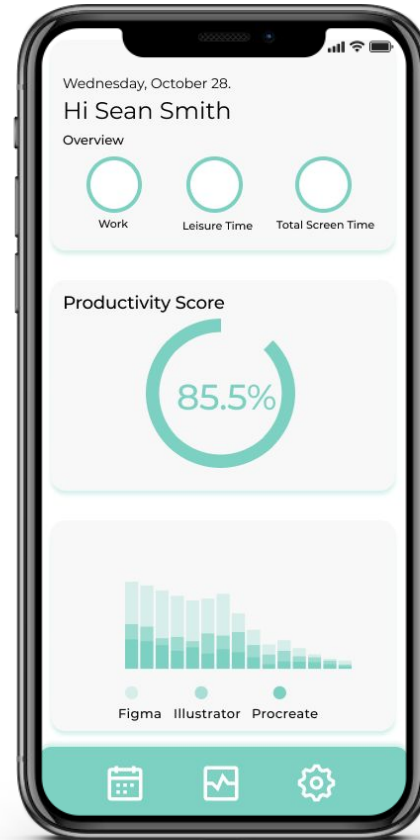 Wednesday, October 28.
Hi Sean Smith
Overview
Work Leisure Time Total Screen Time
Productivity Score
85.5%
Figma Illustrator Procreate